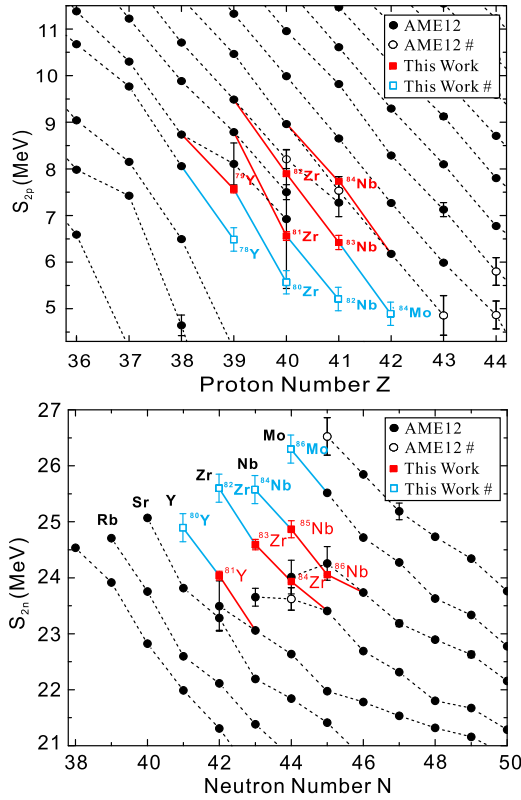 11
10
9
8
7
6
5
S2p (MeV)
AME12
AME12 #
This Work
This Work #
79Y
82Zr
84Nb
78Y
81Zr
83Nb
80Zr
82Nb
84Mo
36 37 38 39 40 41 42 43 44
Proton Number Z
27
26
25
24
23
22
21
S2n (MeV)
AME12
AME12 #
This Work
This Work #
Mo
86Mo
Zr
Nb
82Zr
84Nb
Rb
Sr
Y
80Y
85Nb
83Zr
81Y
84Zr
86Nb
38 40 42 44 46 48 50
Neutron Number N